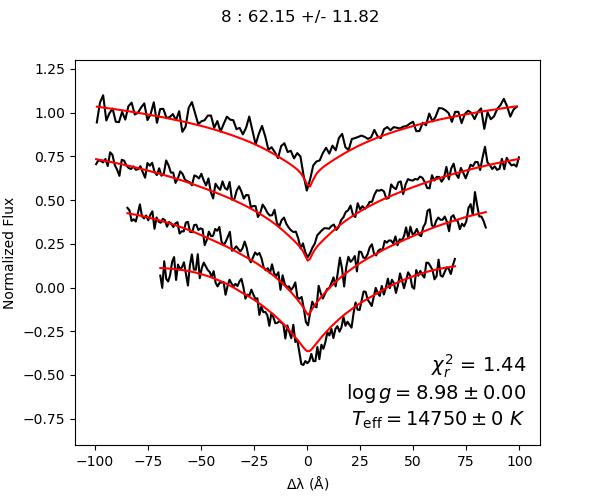 8 : 62.15 +/- 11.82
1.25
1.00
0.75
0.50
0.25
0.00
−0.25
−0.50
−0.75
Normalized Flux
χ²ᵣ = 1.44
log g = 8.98 ± 0.00
T_eff = 14750 ± 0 K
−100 −75 −50 −25 0 25 50 75 100
Δλ (Å)